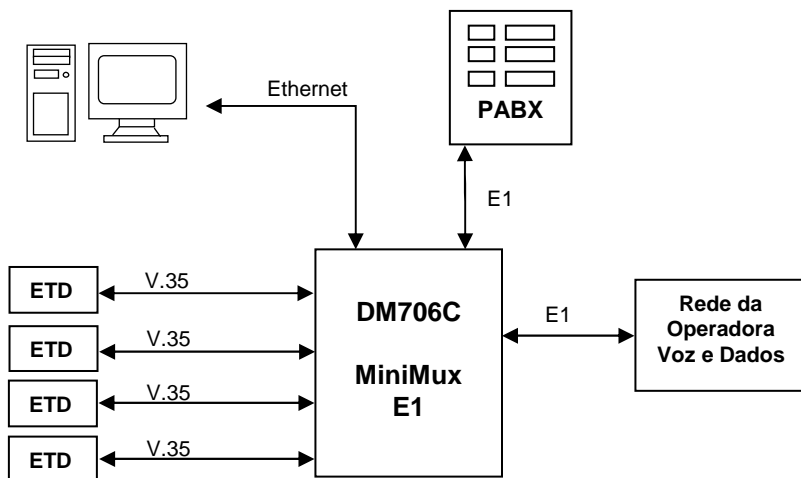 Ethernet
PABX
E1
ETD
V.35
ETD
V.35
ETD
V.35
ETD
V.35
DM706C
MiniMux
E1
E1
Rede da
Operadora
Voz e Dados